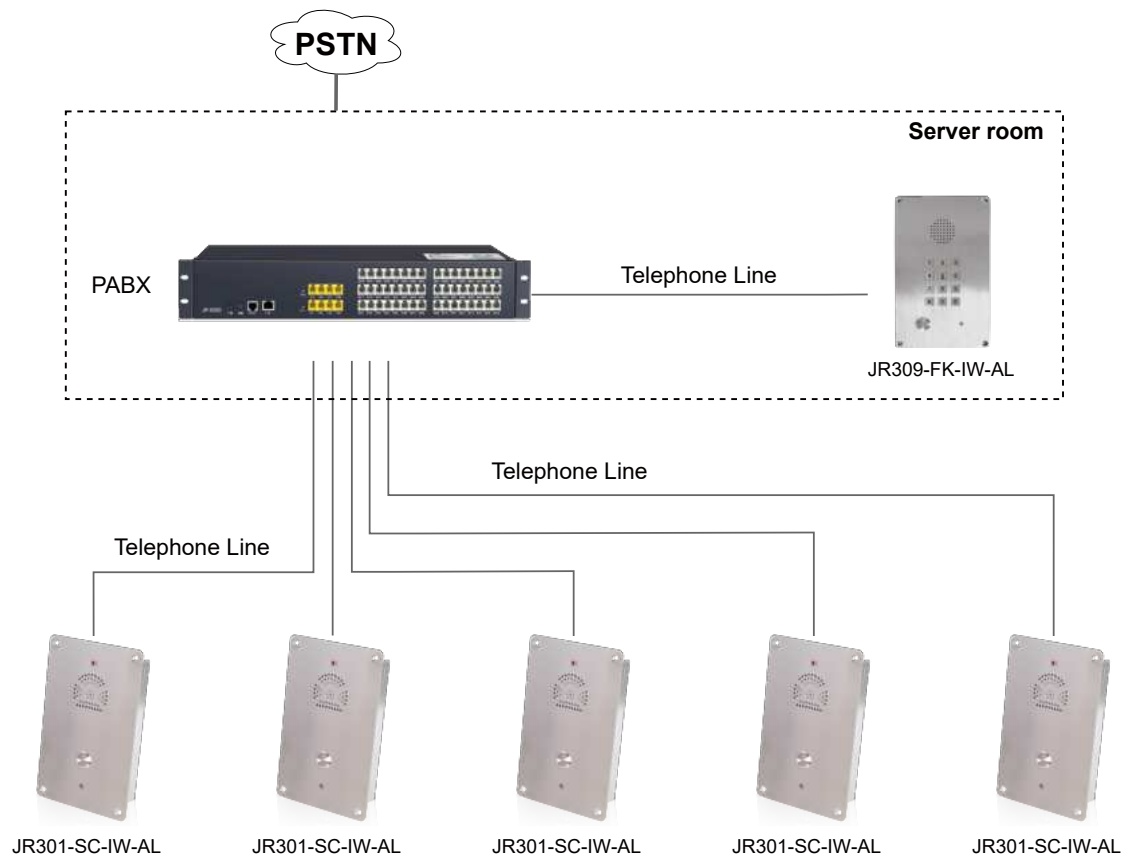 PSTN
Server room
PABX
Telephone Line
JR309-FK-IW-AL
Telephone Line
Telephone Line
JR301-SC-IW-AL
JR301-SC-IW-AL
JR301-SC-IW-AL
JR301-SC-IW-AL
JR301-SC-IW-AL